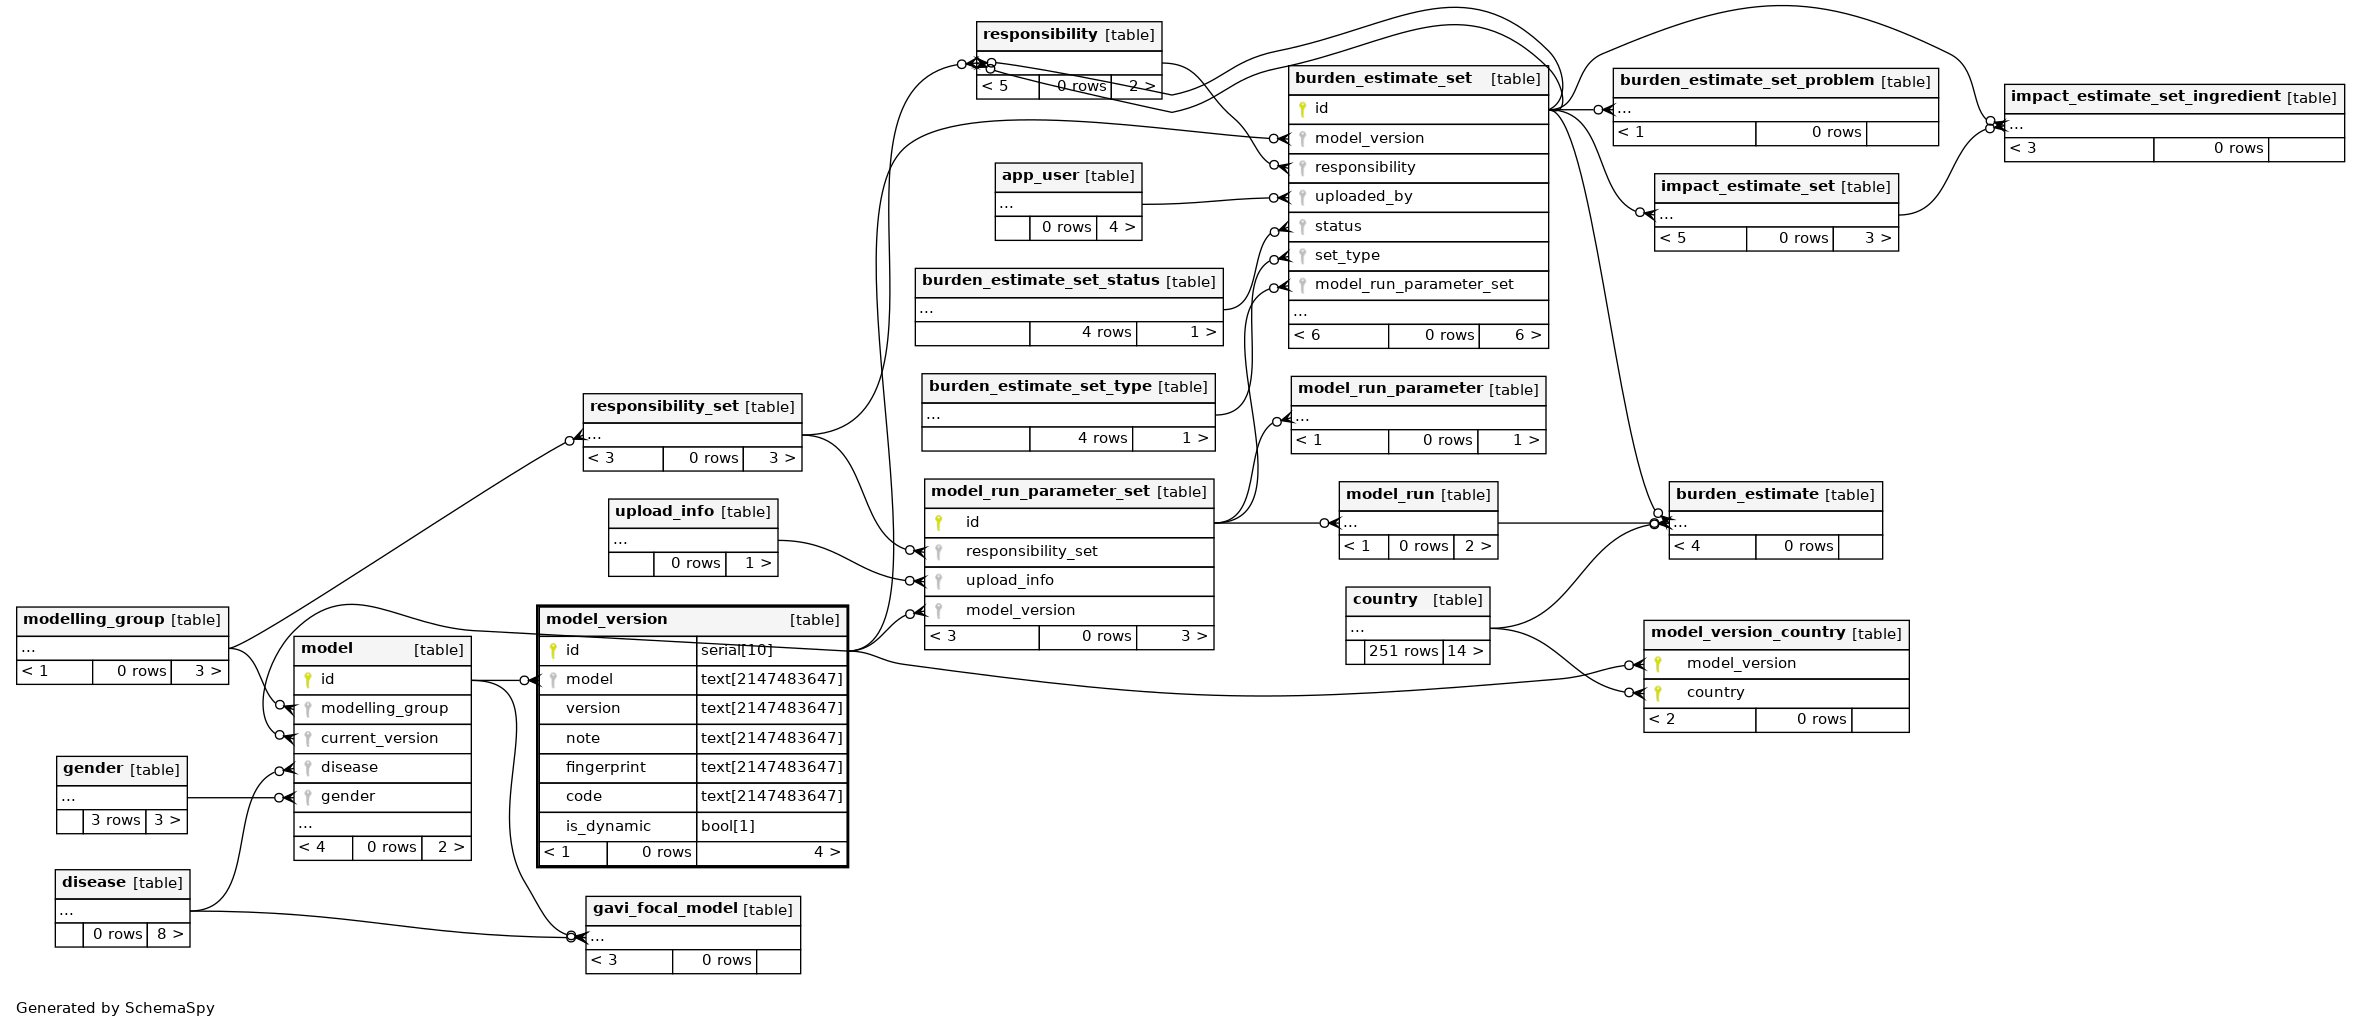 responsibility [table]
< 5 0 rows 2 >
burden_estimate_set [table]
id
model_version
responsibility
uploaded_by
status
set_type
model_run_parameter_set
...
< 6 0 rows 6 >
burden_estimate_set_problem [table]
...
< 1 0 rows
impact_estimate_set_ingredient [table]
...
< 3 0 rows
app_user [table]
...
0 rows 4 >
impact_estimate_set [table]
...
< 5 0 rows 3 >
burden_estimate_set_status [table]
...
4 rows 1 >
burden_estimate_set_type [table]
...
4 rows 1 >
model_run_parameter [table]
...
< 1 0 rows 1 >
responsibility_set [table]
...
< 3 0 rows 3 >
upload_info [table]
...
0 rows 1 >
model_run_parameter_set [table]
id
responsibility_set
upload_info
model_version
< 3 0 rows 3 >
model_run [table]
...
< 1 0 rows 2 >
burden_estimate [table]
...
< 4 0 rows
country [table]
...
251 rows 14 >
model_version_country [table]
model_version
country
< 2 0 rows
modelling_group [table]
...
< 1 0 rows 3 >
model [table]
id
modelling_group
current_version
disease
gender
...
< 4 0 rows 2 >
model_version [table]
id serial[10]
model text[2147483647]
version text[2147483647]
note text[2147483647]
fingerprint text[2147483647]
code text[2147483647]
is_dynamic bool[1]
< 1 0 rows 4 >
gender [table]
...
3 rows 3 >
disease [table]
...
0 rows 8 >
gavi_focal_model [table]
...
< 3 0 rows
Generated by SchemaSpy